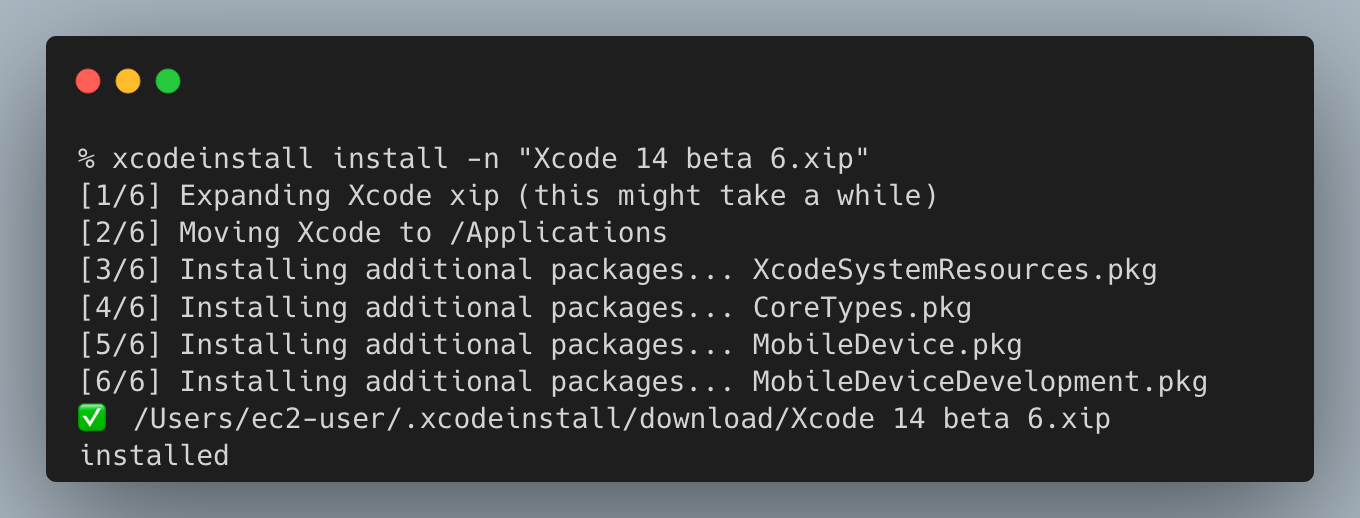 % xcodeinstall install -n "Xcode 14 beta 6.xip"
[1/6] Expanding Xcode xip (this might take a while)
[2/6] Moving Xcode to /Applications
[3/6] Installing additional packages... XcodeSystemResources.pkg
[4/6] Installing additional packages... CoreTypes.pkg
[5/6] Installing additional packages... MobileDevice.pkg
[6/6] Installing additional packages... MobileDeviceDevelopment.pkg
✅ /Users/ec2-user/.xcodeinstall/download/Xcode 14 beta 6.xip
installed